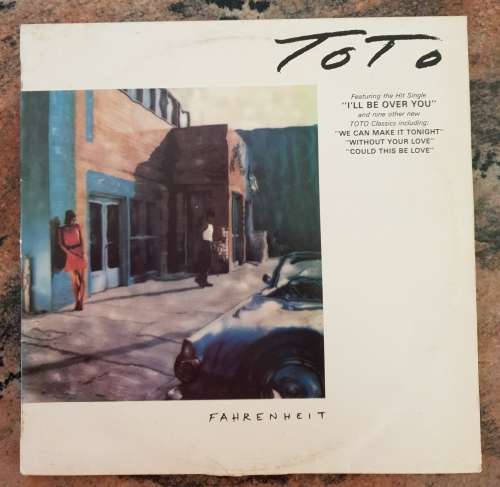 TOTO
Featuring the Hit Single
"I'LL BE OVER YOU"
and nine other new
TOTO Classics including:
"WE CAN MAKE IT TONIGHT"
"WITHOUT YOUR LOVE"
"COULD THIS BE LOVE"
FAHRENHEIT